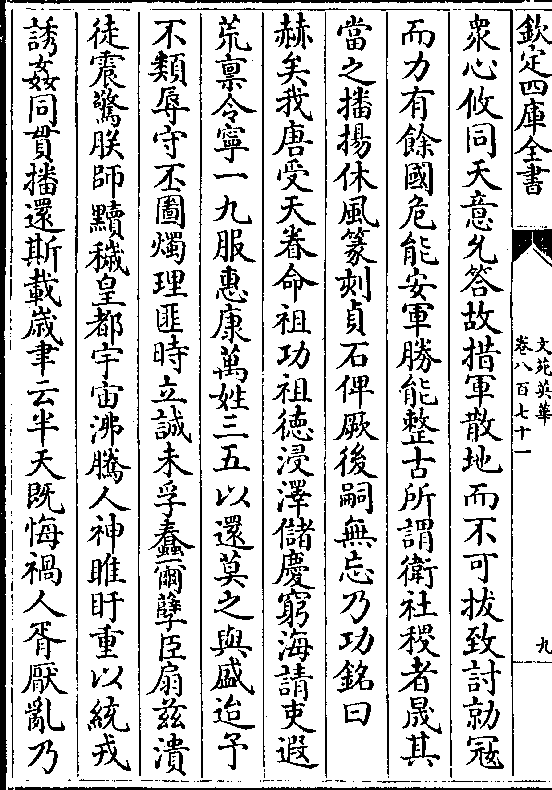 欽定四庫全書
文苑英華
卷八百七十一
九
衆心攸同天意允答故措軍散地而不可拔致討勍冦
而力有餘國危能安軍勝能整古所謂衛社稷者晟其
當之播揚休風篆刻貞石俾厥後嗣無忘乃功銘曰
赫矣我唐受天眷命祖功祖徳浸澤儲慶窮海請吏遐
荒禀令寧一九服惠康萬姓三五以還莫之與盛迨予
不類辱守丕圖燭理匪時立誠未孚蠢爾孽臣扇兹潰
徒震驚朕師黷穢皇都宇宙沸騰人神睢盱重以統戎
誘姦同貫播還斯載嵗聿云半天既悔禍人胥厭亂乃